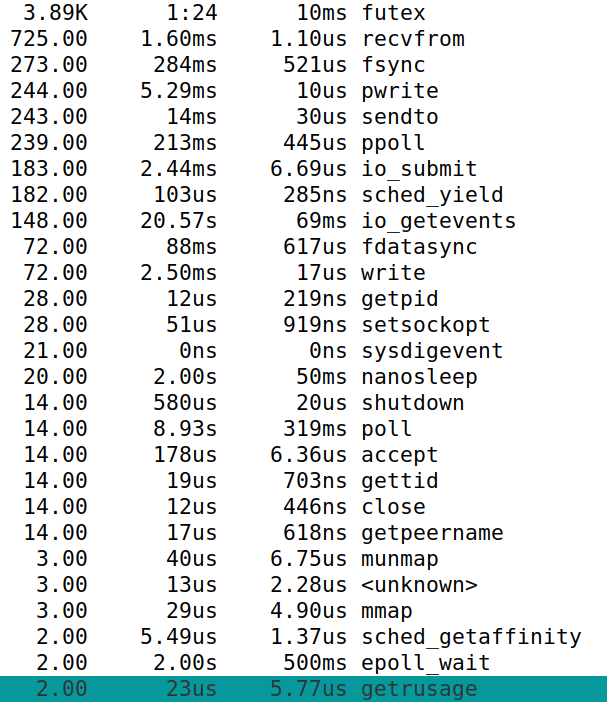 3.89K 1:24 10ms futex
725.00 1.60ms 1.10us recvfrom
273.00 284ms 521us fsync
244.00 5.29ms 10us pwrite
243.00 14ms 30us sendto
239.00 213ms 445us ppoll
183.00 2.44ms 6.69us io_submit
182.00 103us 285ns sched_yield
148.00 20.57s 69ms io_getevents
72.00 88ms 617us fdatasync
72.00 2.50ms 17us write
28.00 12us 219ns getpid
28.00 51us 919ns setsockopt
21.00 0ns 0ns sysdigevent
20.00 2.00s 50ms nanosleep
14.00 580us 20us shutdown
14.00 8.93s 319ms poll
14.00 178us 6.36us accept
14.00 19us 703ns gettid
14.00 12us 446ns close
14.00 17us 618ns getpeername
3.00 40us 6.75us munmap
3.00 13us 2.28us <unknown>
3.00 29us 4.90us mmap
2.00 5.49us 1.37us sched_getaffinity
2.00 2.00s 500ms epoll_wait
2.00 23us 5.77us getrusage